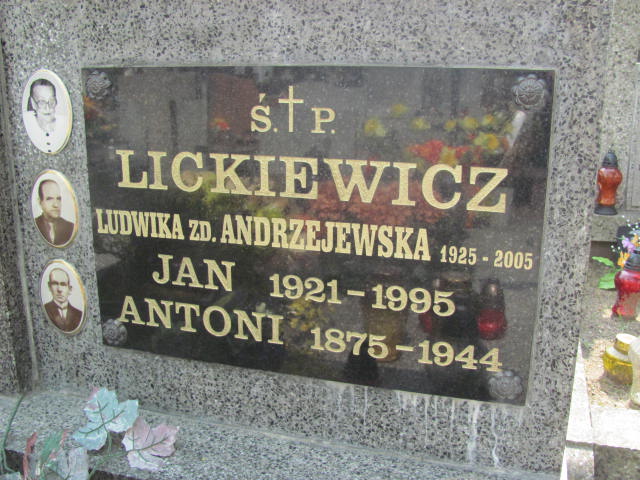 Ś. P.
LICKIEWICZ
LUDWIKA ZD. ANDRZEJEWSKA 1925 - 2005
JAN 1921 - 1995
ANTONI 1875 - 1944